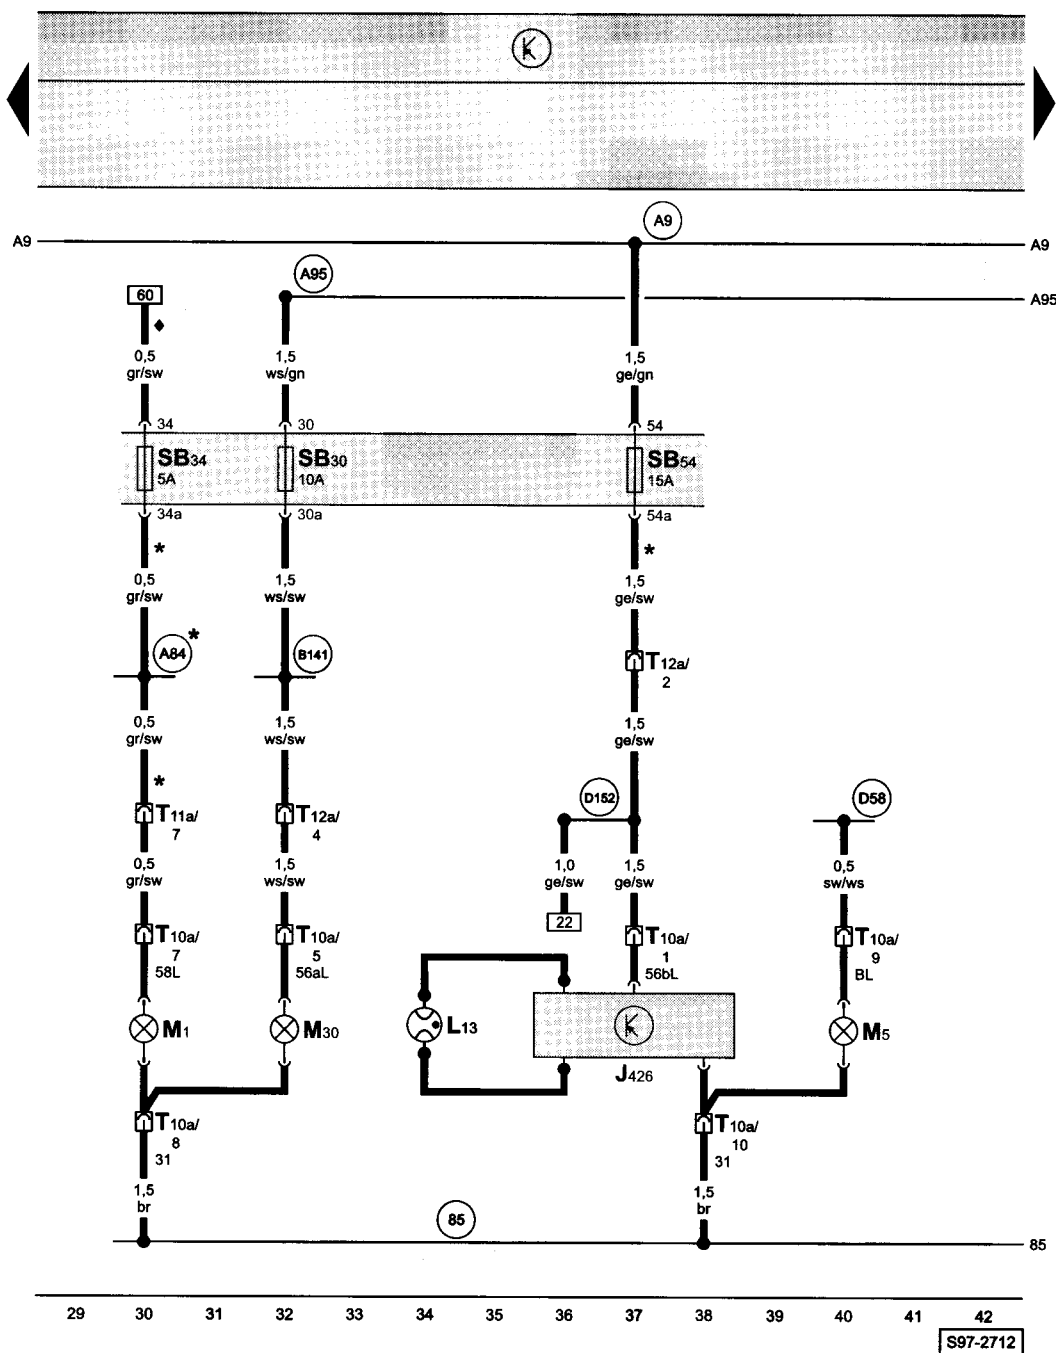 A9
A9
A9
A95
A95
60
0,5
gr/sw
1,5
ws/gn
1,5
ge/gn
34
30
54
SB34
5A
SB30
10A
SB54
15A
34a
30a
54a
*
*
0,5
gr/sw
1,5
ws/sw
1,5
ge/sw
A84 *
B141
T12a/
2
0,5
gr/sw
1,5
ws/sw
1,5
ge/sw
*
D152
D58
T11a/
7
T12a/
4
0,5
gr/sw
1,5
ws/sw
1,0
ge/sw
1,5
ge/sw
0,5
sw/ws
22
T10a/
7
58L
T10a/
5
56aL
T10a/
1
56bL
T10a/
9
BL
M1
M30
L13
M5
J426
T10a/
8
31
T10a/
10
31
1,5
br
1,5
br
85
85
29 30 31 32 33 34 35 36 37 38 39 40 41 42
S97-2712